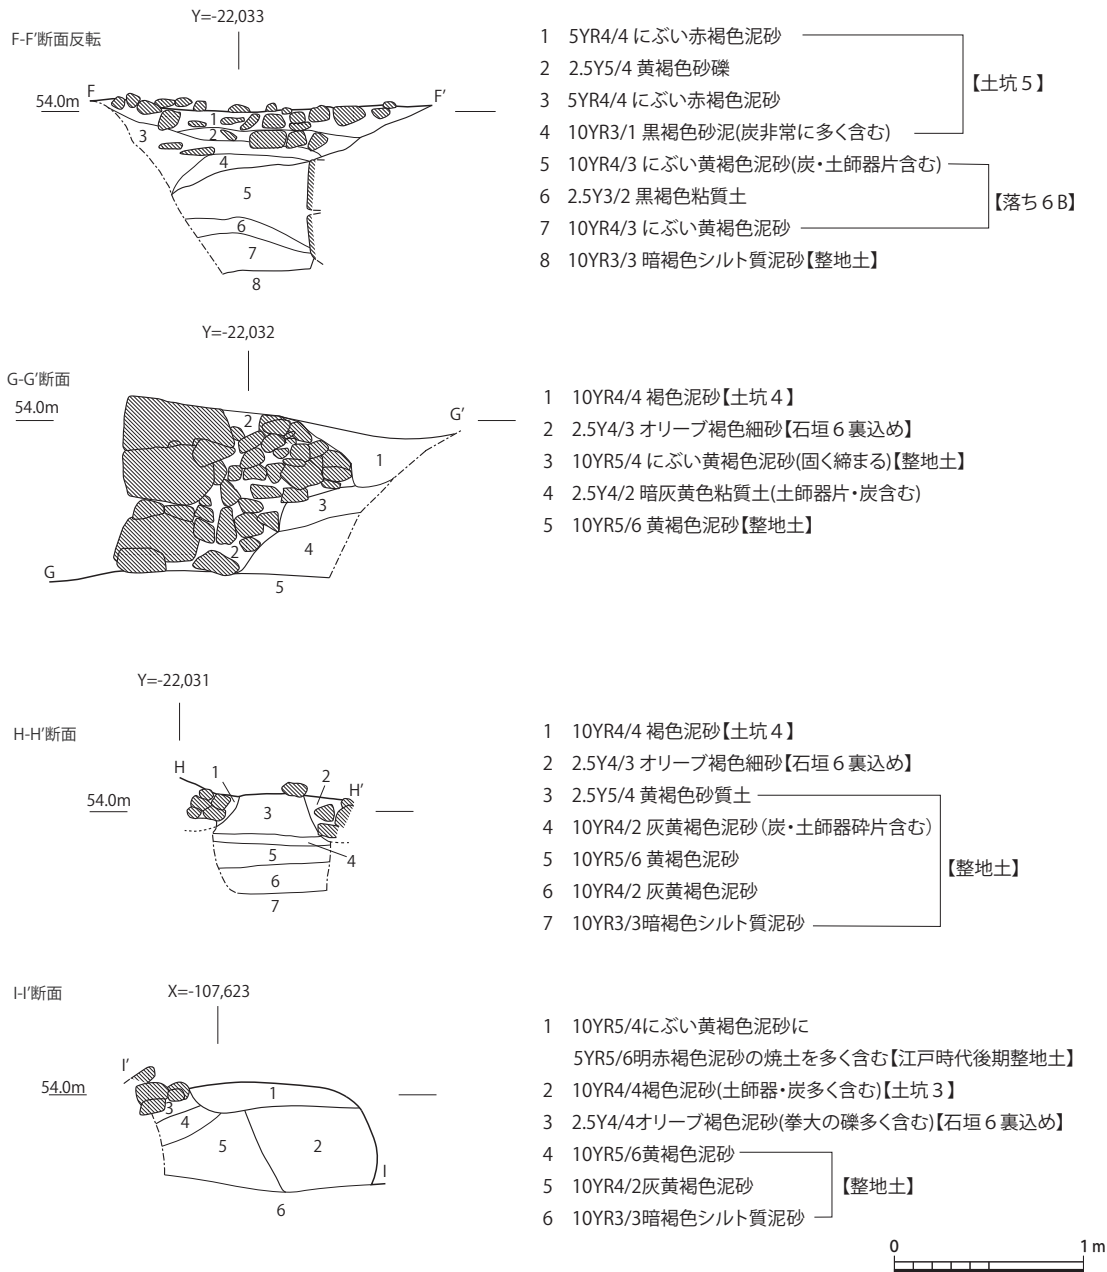 Y=-22,033
F-F'断面反転
54.0m
F
F'
1
2
3
4
5
6
7
8
1 5YR4/4 にぶい赤褐色泥砂
2 2.5Y5/4 黄褐色砂礫
3 5YR4/4 にぶい赤褐色泥砂
4 10YR3/1 黒褐色砂泥(炭非常に多く含む)
【土坑５】
5 10YR4/3 にぶい黄褐色泥砂(炭・土師器片含む)
6 2.5Y3/2 黒褐色粘質土
7 10YR4/3 にぶい黄褐色泥砂
【落ち６B】
8 10YR3/3 暗褐色シルト質泥砂【整地土】
Y=-22,032
G-G'断面
54.0m
G'
2
1
3
2
4
G
5
1 10YR4/4 褐色泥砂【土坑４】
2 2.5Y4/3 オリーブ褐色細砂【石垣６裏込め】
3 10YR5/4 にぶい黄褐色泥砂(固く締まる)【整地土】
4 2.5Y4/2 暗灰黄色粘質土(土師器片・炭含む)
5 10YR5/6 黄褐色泥砂【整地土】
Y=-22,031
H-H'断面
H
1
2
H'
54.0m
3
4
5
6
7
1 10YR4/4 褐色泥砂【土坑４】
2 2.5Y4/3 オリーブ褐色細砂【石垣６裏込め】
3 2.5Y5/4 黄褐色砂質土
4 10YR4/2 灰黄褐色泥砂（炭・土師器砕片含む）
5 10YR5/6 黄褐色泥砂
6 10YR4/2 灰黄褐色泥砂
7 10YR3/3暗褐色シルト質泥砂
【整地土】
I-I'断面
X=-107,623
I'
54.0m
1
3
4
5
2
I
6
1 10YR5/4にぶい黄褐色泥砂に
5YR5/6明赤褐色泥砂の焼土を多く含む【江戸時代後期整地土】
2 10YR4/4褐色泥砂(土師器・炭多く含む)【土坑３】
3 2.5Y4/4オリーブ褐色泥砂(拳大の礫多く含む)【石垣６裏込め】
4 10YR5/6黄褐色泥砂
5 10YR4/2灰黄褐色泥砂
6 10YR3/3暗褐色シルト質泥砂
【整地土】
0 1 m